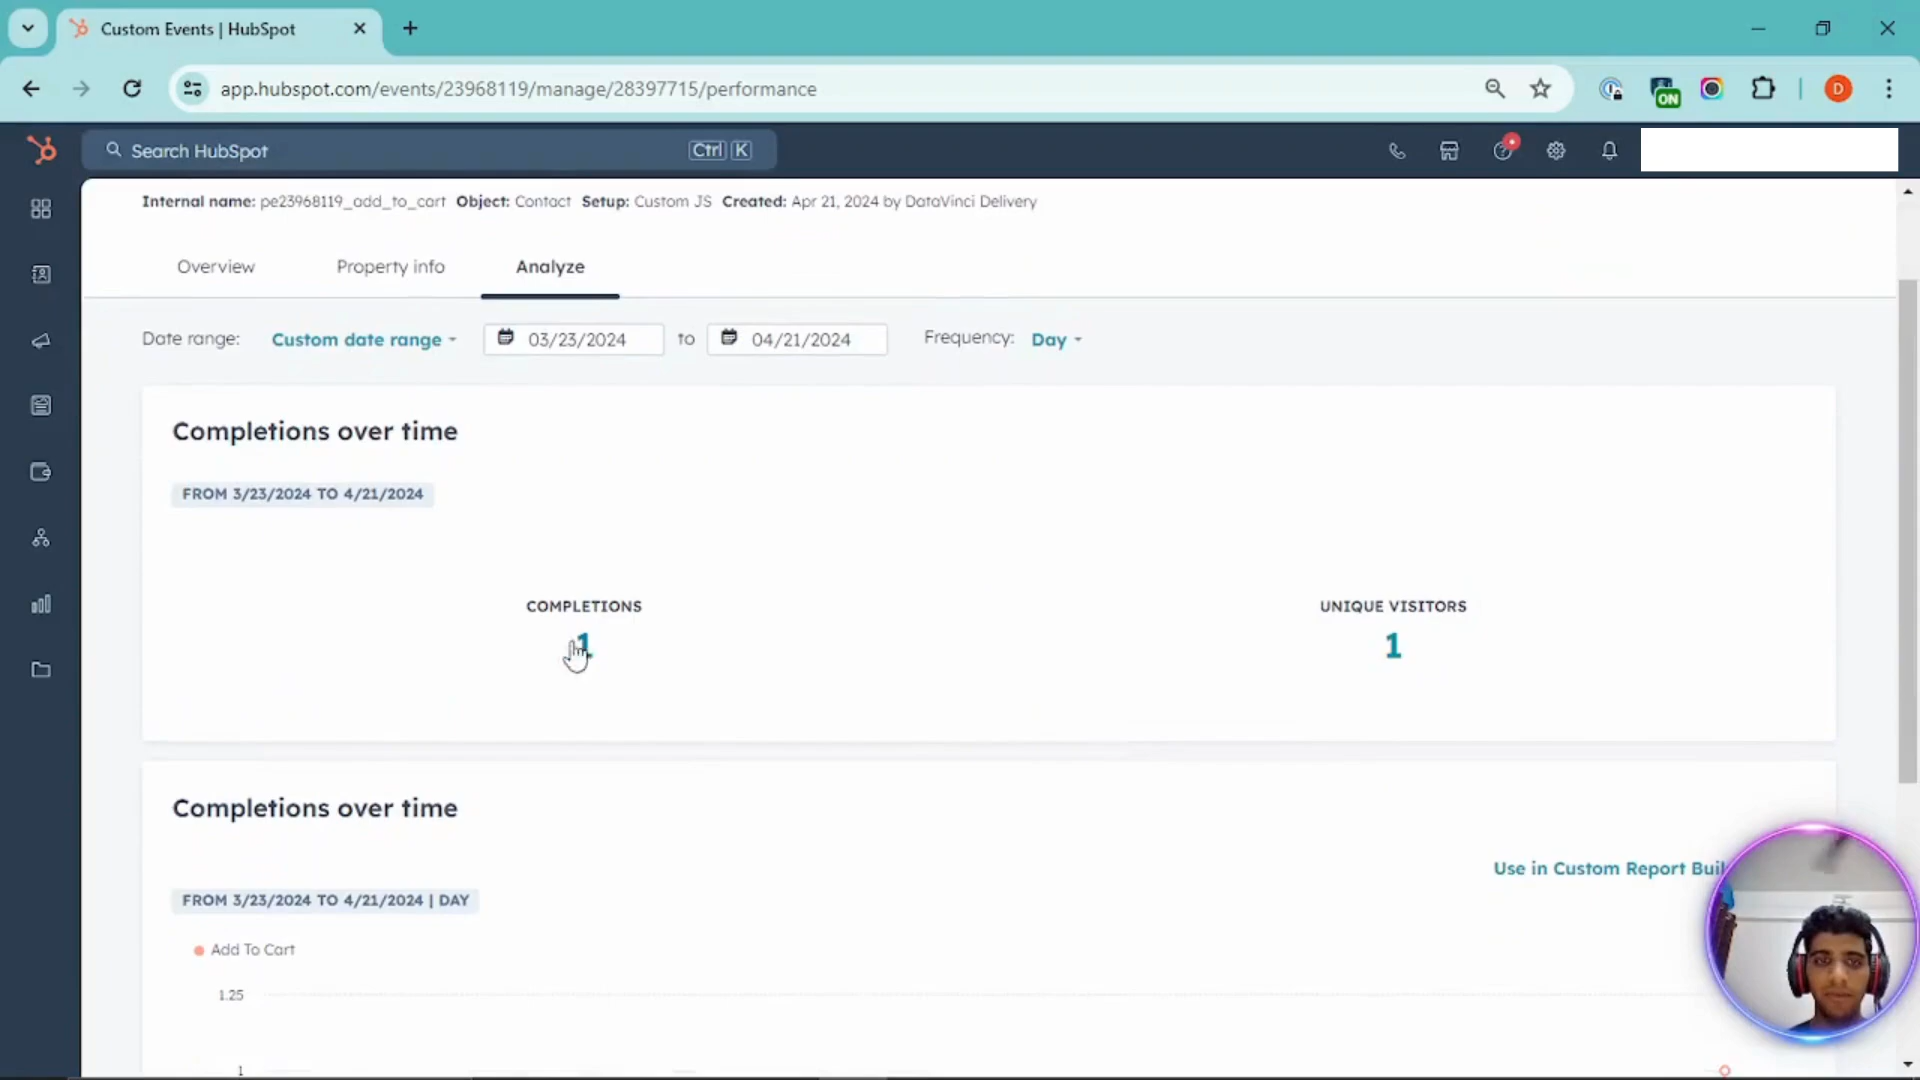 Custom Events | HubSpot
app.hubspot.com/events/23968119/manage/28397715/performance
ON
D
Search HubSpot
Ctrl K
Internal name: pe23968119_add_to_cart Object: Contact Setup: Custom JS Created: Apr 21, 2024 by DataVinci Delivery
Overview
Property info
Analyze
Date range: Custom date range 03/23/2024 to 04/21/2024 Frequency: Day
Completions over time
FROM 3/23/2024 TO 4/21/2024
COMPLETIONS
UNIQUE VISITORS
1
1
Completions over time
Use in Custom Report Buil
FROM 3/23/2024 TO 4/21/2024 | DAY
Add To Cart
1.25
1